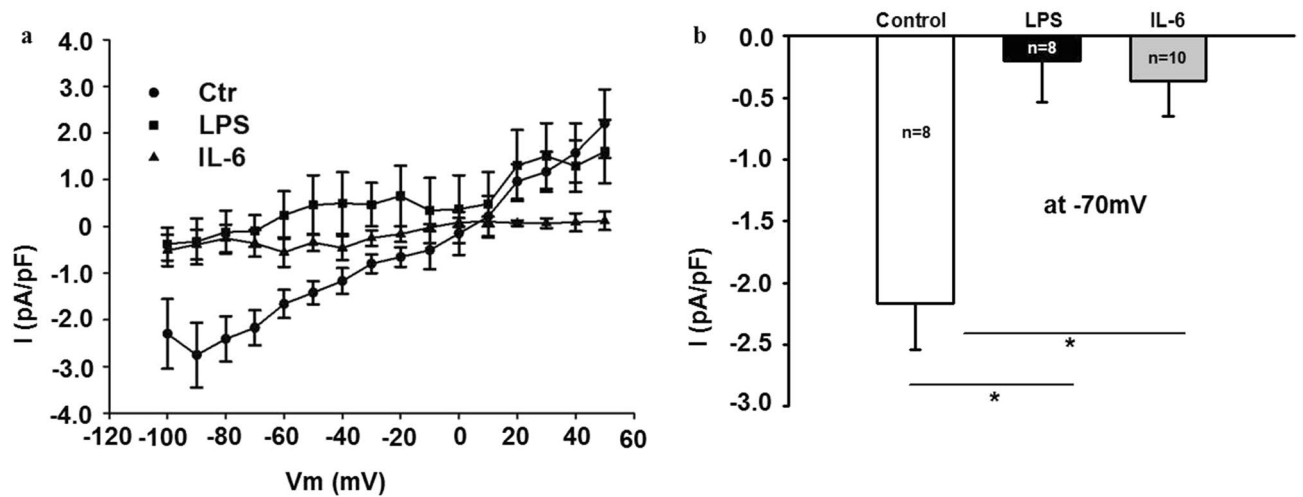 a
4.0
3.0
2.0
1.0
0
-1.0
-2.0
-3.0
-4.0
I (pA/pF)
Ctr
LPS
IL-6
-120 -100 -80 -60 -40 -20 0 20 40 60
Vm (mV)
b
Control LPS IL-6
0.0
-0.5
-1.0
-1.5
-2.0
-2.5
-3.0
I (pA/pF)
n=8
n=8
n=10
at -70mV
*
*